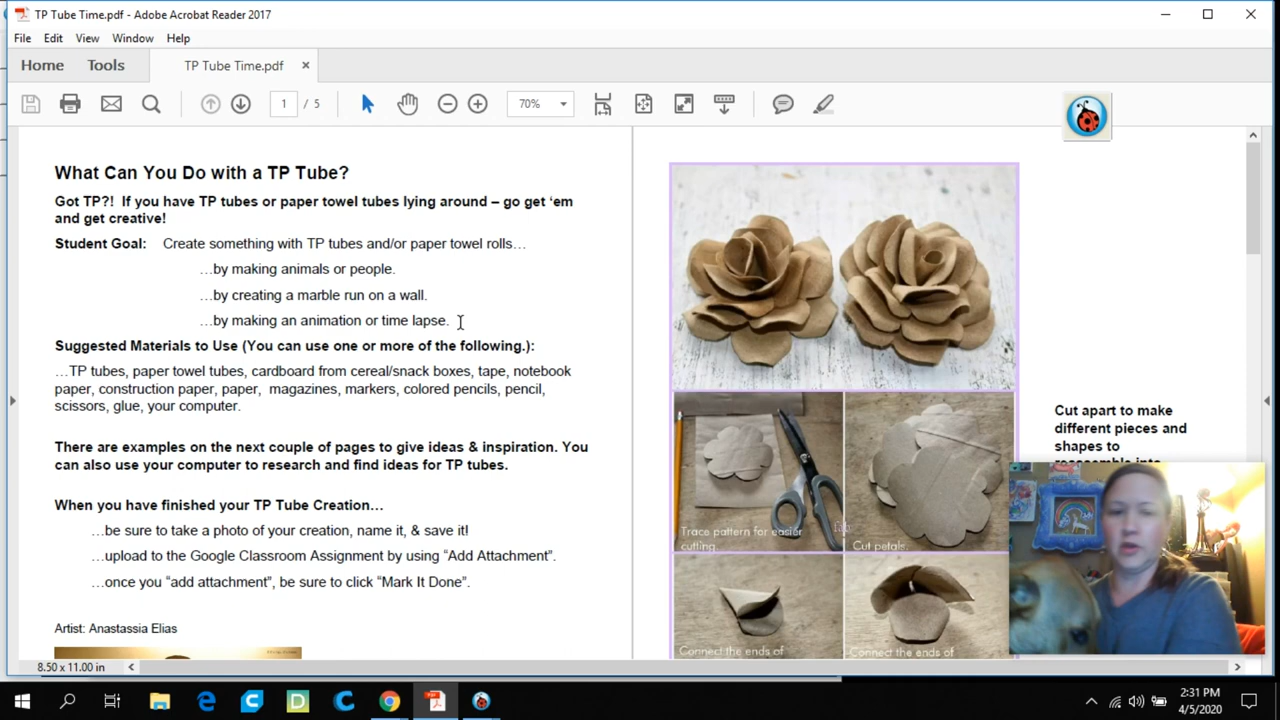 TP Tube Time.pdf - Adobe Acrobat Reader 2017
File Edit View Window Help
Home Tools TP Tube Time.pdf ×
1 / 5 70%
What Can You Do with a TP Tube?
Got TP?! If you have TP tubes or paper towel tubes lying around – go get ‘em
and get creative!
Student Goal: Create something with TP tubes and/or paper towel rolls…
…by making animals or people.
…by creating a marble run on a wall.
…by making an animation or time lapse.
Suggested Materials to Use (You can use one or more of the following.):
…TP tubes, paper towel tubes, cardboard from cereal/snack boxes, tape, notebook
paper, construction paper, paper, magazines, markers, colored pencils, pencil,
scissors, glue, your computer.
There are examples on the next couple of pages to give ideas & inspiration. You
can also use your computer to research and find ideas for TP tubes.
When you have finished your TP Tube Creation…
…be sure to take a photo of your creation, name it, & save it!
…upload to the Google Classroom Assignment by using “Add Attachment”.
…once you “add attachment”, be sure to click “Mark It Done”.
Artist: Anastassia Elias
8.50 x 11.00 in
Trace pattern for easier
cutting.
Cut petals.
Connect the ends of
Connect the ends of
Cut apart to make
different pieces and
shapes to
2:31 PM
4/5/2020